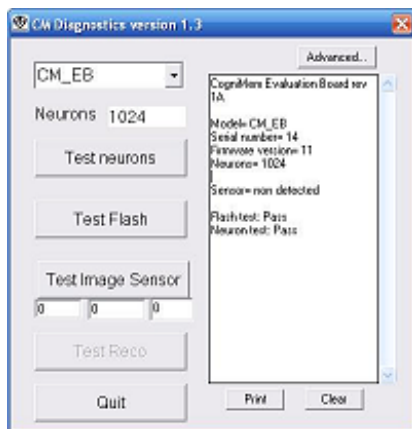 CM Diagnostics version 1.3
Advanced..
CM_EB
Neurons 1024
Test neurons
Test Flash
Test Image Sensor
0 0 0
Test Reco
Quit
CogniMem Evaluation Board rev
1A
Model= CM_EB
Serial number= 14
Firmware version= 11
Neurons= 1024
Sensor= non detected
Flash test: Pass
Neuron test: Pass
Print Clear